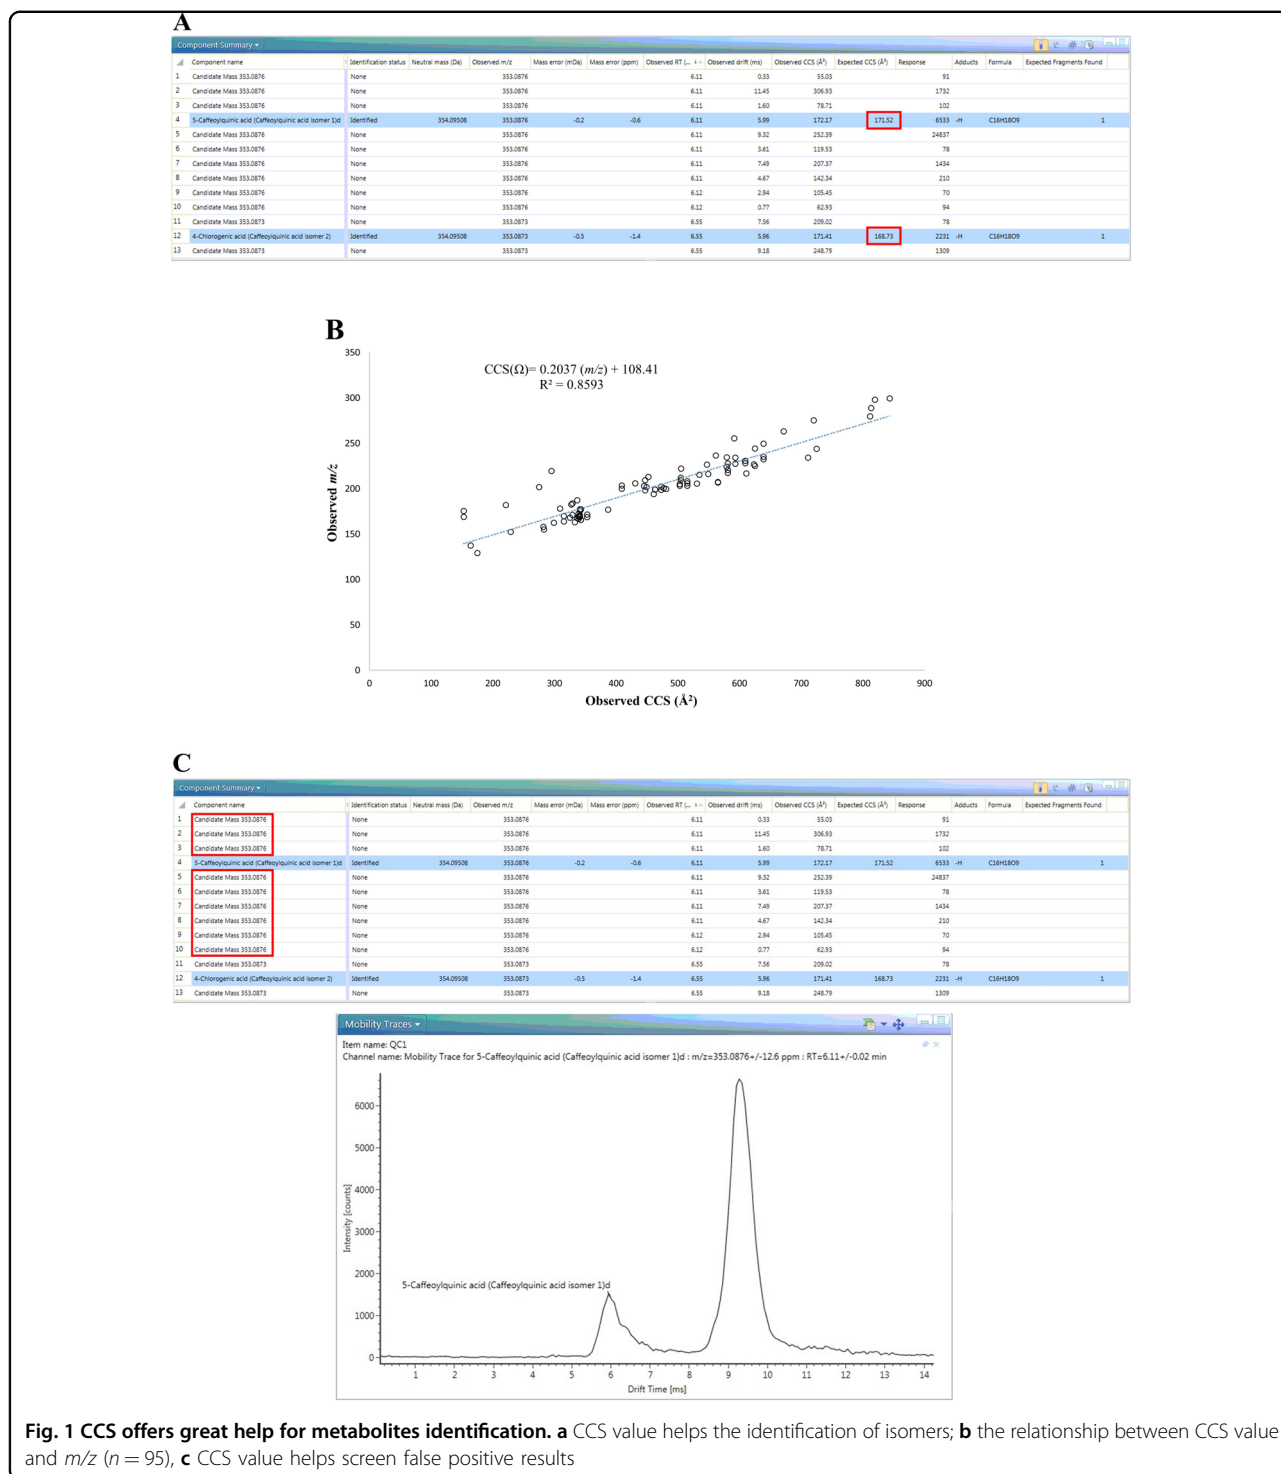 A
Component Summary
Component name Identification status Neutral mass (Da) Observed m/z Mass error (mDa) Mass error (ppm) Observed RT (... Observed drift (ms) Observed CCS (Å²) Expected CCS (Å²) Response Adducts Formula Expected Fragments Found
1 Candidate Mass 353.0876 None 353.0876 6.11 0.33 55.03 91
2 Candidate Mass 353.0876 None 353.0876 6.11 11.45 306.93 1732
3 Candidate Mass 353.0876 None 353.0876 6.11 1.60 78.71 102
4 5-Caffeoylquinic acid (Caffeoylquinic acid isomer 1)d Identified 354.09508 353.0876 -0.2 -0.6 6.11 5.99 172.17 171.52 6533 -H C16H18O9 1
5 Candidate Mass 353.0876 None 353.0876 6.11 9.32 252.39 24837
6 Candidate Mass 353.0876 None 353.0876 6.11 3.61 119.53 78
7 Candidate Mass 353.0876 None 353.0876 6.11 7.49 207.37 1434
8 Candidate Mass 353.0876 None 353.0876 6.11 4.67 142.34 210
9 Candidate Mass 353.0876 None 353.0876 6.12 2.94 105.45 70
10 Candidate Mass 353.0876 None 353.0876 6.12 0.77 62.93 94
11 Candidate Mass 353.0873 None 353.0873 6.55 7.56 209.02 78
12 4-Chlorogenic acid (Caffeoylquinic acid isomer 2) Identified 354.09508 353.0873 -0.5 -1.4 6.55 5.96 171.41 168.73 2231 -H C16H18O9 1
13 Candidate Mass 353.0873 None 353.0873 6.55 9.18 248.79 1309
B
CCS(Ω)= 0.2037 (m/z) + 108.41
R² = 0.8593
350
300
250
200
150
100
50
0
Observed m/z
0 100 200 300 400 500 600 700 800 900
Observed CCS (Å²)
C
Component Summary
Component name Identification status Neutral mass (Da) Observed m/z Mass error (mDa) Mass error (ppm) Observed RT (... Observed drift (ms) Observed CCS (Å²) Expected CCS (Å²) Response Adducts Formula Expected Fragments Found
1 Candidate Mass 353.0876 None 353.0876 6.11 0.33 55.03 91
2 Candidate Mass 353.0876 None 353.0876 6.11 11.45 306.93 1732
3 Candidate Mass 353.0876 None 353.0876 6.11 1.60 78.71 102
4 5-Caffeoylquinic acid (Caffeoylquinic acid isomer 1)d Identified 354.09508 353.0876 -0.2 -0.6 6.11 5.99 172.17 171.52 6533 -H C16H18O9 1
5 Candidate Mass 353.0876 None 353.0876 6.11 9.32 252.39 24837
6 Candidate Mass 353.0876 None 353.0876 6.11 3.61 119.53 78
7 Candidate Mass 353.0876 None 353.0876 6.11 7.49 207.37 1434
8 Candidate Mass 353.0876 None 353.0876 6.11 4.67 142.34 210
9 Candidate Mass 353.0876 None 353.0876 6.12 2.94 105.45 70
10 Candidate Mass 353.0876 None 353.0876 6.12 0.77 62.93 94
11 Candidate Mass 353.0873 None 353.0873 6.55 7.56 209.02 78
12 4-Chlorogenic acid (Caffeoylquinic acid isomer 2) Identified 354.09508 353.0873 -0.5 -1.4 6.55 5.96 171.41 168.73 2231 -H C16H18O9 1
13 Candidate Mass 353.0873 None 353.0873 6.55 9.18 248.79 1309
Mobility Traces
Item name: QC1
Channel name: Mobility Trace for 5-Caffeoylquinic acid (Caffeoylquinic acid isomer 1)d : m/z=353.0876+/-12.6 ppm : RT=6.11+/-0.02 min
6000
5000
4000
3000
2000
1000
0
Intensity [counts]
5-Caffeoylquinic acid (Caffeoylquinic acid isomer 1)d
1 2 3 4 5 6 7 8 9 10 11 12 13 14
Drift Time [ms]
Fig. 1 CCS offers great help for metabolites identification. a CCS value helps the identification of isomers; b the relationship between CCS value
and m/z (n = 95), c CCS value helps screen false positive results